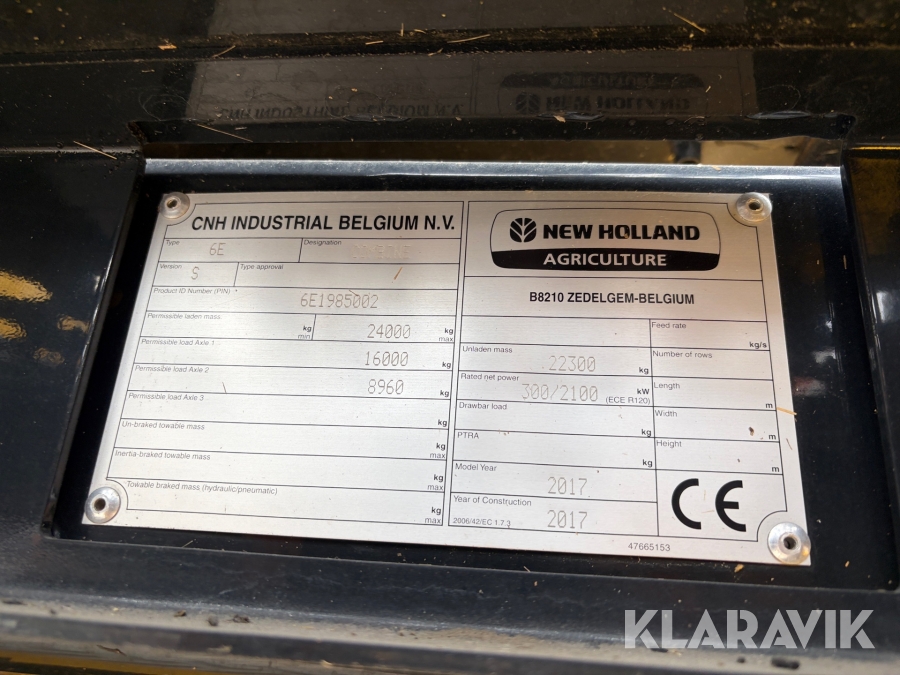 CNH INDUSTRIAL BELGIUM N.V.
Type 6E Designation
Version S Type approval
Product ID Number (PIN) * 6E1985002
Permissible laden mass kg min 24000 kg max
Permissible load Axle 1 16000 kg
Permissible load Axle 2 8960 kg
Permissible load Axle 3 kg
Un-braked towable mass kg max
Inertia-braked towable mass kg max
Towable braked mass (hydraulic/pneumatic) kg max
NEW HOLLAND
AGRICULTURE
B8210 ZEDELGEM-BELGIUM
Unladen mass 22300 kg
Rated net power 300/2100 kW (ECE R120)
Drawbar load kg
PTRA kg
Model Year 2017
Year of Construction 2017
2006/42/EC 1.7.3
Feed rate kg/s
Number of rows
Length m
Width m
Height m
CE
47665153
NEW HOLLAND
KLARAVIK